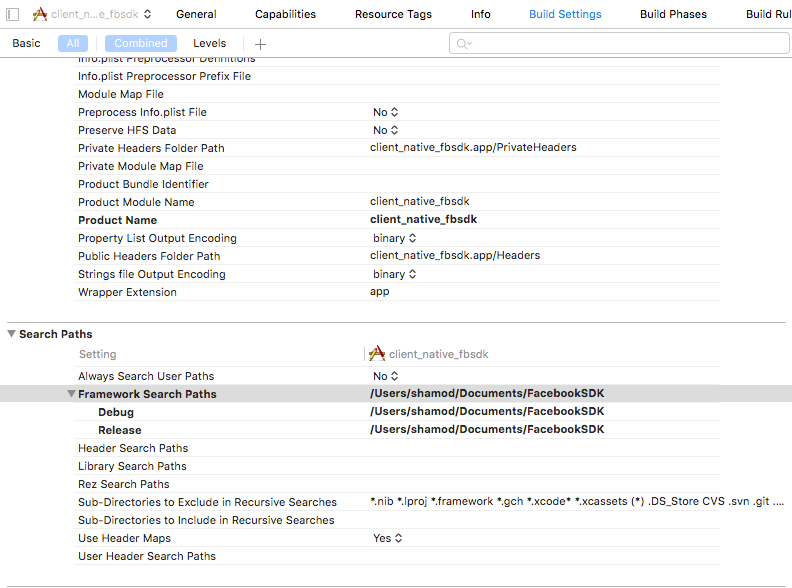 client_n...e_fbsdk General Capabilities Resource Tags Info Build Settings Build Phases Build Rul
Basic All Combined Levels
Info.plist Preprocessor Definitions
Info.plist Preprocessor Prefix File
Module Map File
Preprocess Info.plist File No
Preserve HFS Data No
Private Headers Folder Path client_native_fbsdk.app/PrivateHeaders
Private Module Map File
Product Bundle Identifier
Product Module Name client_native_fbsdk
Product Name client_native_fbsdk
Property List Output Encoding binary
Public Headers Folder Path client_native_fbsdk.app/Headers
Strings file Output Encoding binary
Wrapper Extension app
Search Paths
Setting client_native_fbsdk
Always Search User Paths No
Framework Search Paths /Users/shamod/Documents/FacebookSDK
Debug /Users/shamod/Documents/FacebookSDK
Release /Users/shamod/Documents/FacebookSDK
Header Search Paths
Library Search Paths
Rez Search Paths
Sub-Directories to Exclude in Recursive Searches *.nib *.lproj *.framework *.gch *.xcode* *.xcassets (*) .DS_Store CVS .svn .git ....
Sub-Directories to Include in Recursive Searches
Use Header Maps Yes
User Header Search Paths